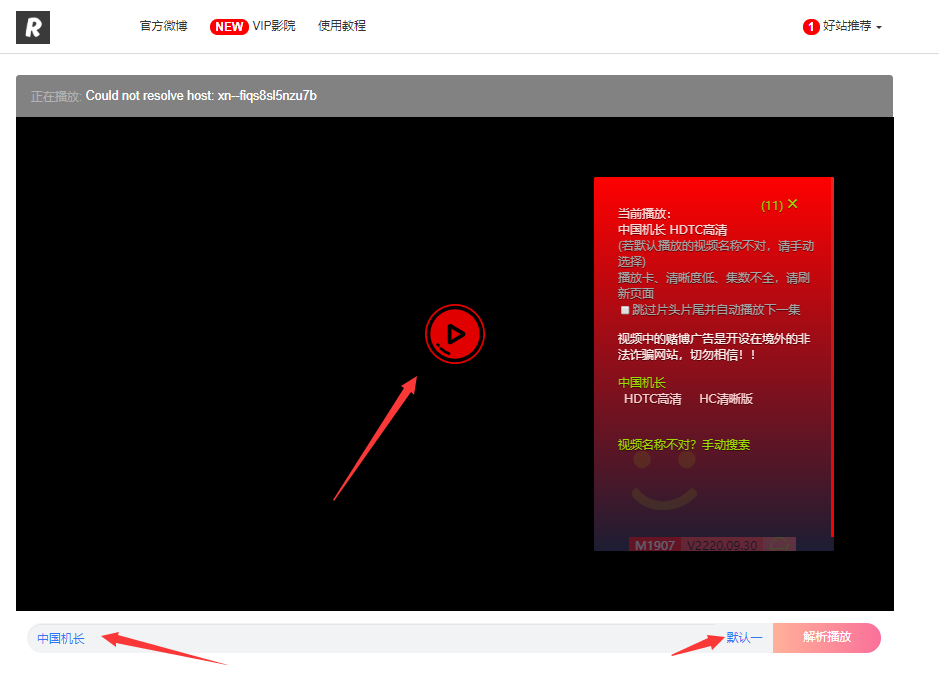 R
官方微博 NEW VIP影院 使用教程 1 好站推荐
正在播放: Could not resolve host: xn--fiqs8sl5nzu7b
(11) ✕
当前播放:
中国机长 HDTC高清
(若默认播放的视频名称不对，请手动
选择)
播放卡、清晰度低、集数不全，请刷
新页面
跳过片头片尾并自动播放下一集
视频中的赌博广告是开设在境外的非
法诈骗网站，切勿相信！！
中国机长
HDTC高清 HC清晰版
视频名称不对？手动搜索
M1907 V2220.09.30
中国机长 默认一 解析播放